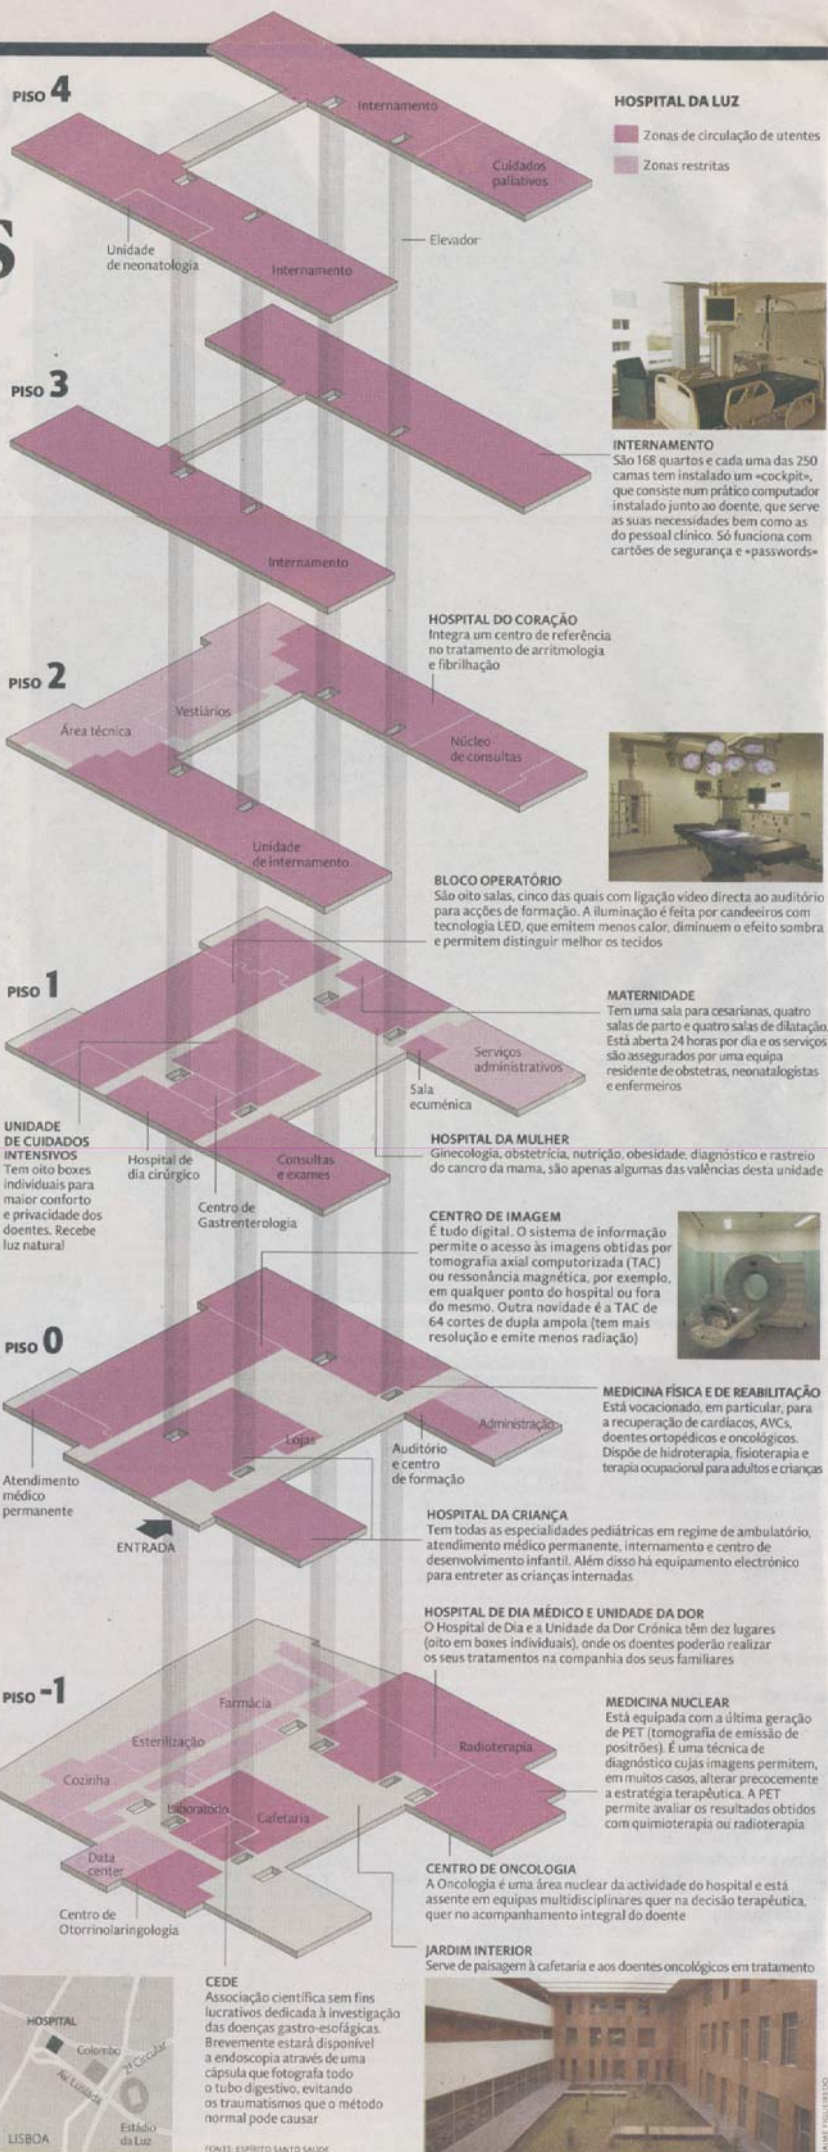 PISO 4
Internamento
Cuidados
paliativos
Unidade
de neonatologia
Internamento
Elevador
HOSPITAL DA LUZ
Zonas de circulação de utentes
Zonas restritas
S
PISO 3
Internamento
INTERNAMENTO
São 168 quartos e cada uma das 250
camas tem instalado um «cockpit»,
que consiste num prático computador
instalado junto ao doente, que serve
as suas necessidades bem como as
do pessoal clínico. Só funciona com
cartões de segurança e «passwords»
PISO 2
Área técnica
Vestiários
Núcleo
de consultas
Unidade
de internamento
HOSPITAL DO CORAÇÃO
Integra um centro de referência
no tratamento de arritmologia
e fibrilhação
BLOCO OPERATÓRIO
São oito salas, cinco das quais com ligação vídeo directa ao auditório
para acções de formação. A iluminação é feita por candeeiros com
tecnologia LED, que emitem menos calor, diminuem o efeito sombra
e permitem distinguir melhor os tecidos
PISO 1
Serviços
administrativos
Sala
ecuménica
Consultas
e exames
Hospital de
dia cirúrgico
Centro de
Gastrenterologia
MATERNIDADE
Tem uma sala para cesarianas, quatro
salas de parto e quatro salas de dilatação.
Está aberta 24 horas por dia e os serviços
são assegurados por uma equipa
residente de obstetras, neonatalogistas
e enfermeiros
UNIDADE
DE CUIDADOS
INTENSIVOS
Tem oito boxes
individuais para
maior conforto
e privacidade dos
doentes. Recebe
luz natural
HOSPITAL DA MULHER
Ginecologia, obstetrícia, nutrição, obesidade, diagnóstico e rastreio
do cancro da mama, são apenas algumas das valências desta unidade
CENTRO DE IMAGEM
É tudo digital. O sistema de informação
permite o acesso às imagens obtidas por
tomografia axial computorizada (TAC)
ou ressonância magnética, por exemplo,
em qualquer ponto do hospital ou fora
do mesmo. Outra novidade é a TAC de
64 cortes de dupla ampola (tem mais
resolução e emite menos radiação)
PISO 0
Lojas
Administração
Auditório
e centro
de formação
Atendimento
médico
permanente
ENTRADA
MEDICINA FÍSICA E DE REABILITAÇÃO
Está vocacionado, em particular, para
a recuperação de cardíacos, AVCs,
doentes ortopédicos e oncológicos.
Dispõe de hidroterapia, fisioterapia e
terapia ocupacional para adultos e crianças
HOSPITAL DA CRIANÇA
Tem todas as especialidades pediátricas em regime de ambulatório,
atendimento médico permanente, internamento e centro de
desenvolvimento infantil. Além disso há equipamento electrónico
para entreter as crianças internadas
HOSPITAL DE DIA MÉDICO E UNIDADE DA DOR
O Hospital de Dia e a Unidade da Dor Crónica têm dez lugares
(oito em boxes individuais), onde os doentes poderão realizar
os seus tratamentos na companhia dos seus familiares
PISO -1
Farmácia
Esterilização
Cozinha
Laboratório
Cafetaria
Radioterapia
Data
center
Centro de
Otorrinolaringologia
MEDICINA NUCLEAR
Está equipada com a última geração
de PET (tomografia de emissão de
positrões). É uma técnica de
diagnóstico cujas imagens permitem,
em muitos casos, alterar precocemente
a estratégia terapêutica. A PET
permite avaliar os resultados obtidos
com quimioterapia ou radioterapia
CENTRO DE ONCOLOGIA
A Oncologia é uma área nuclear da actividade do hospital e está
assente em equipas multidisciplinares quer na decisão terapêutica,
quer no acompanhamento integral do doente
JARDIM INTERIOR
Serve de paisagem à cafetaria e aos doentes oncológicos em tratamento
CEDE
Associação científica sem fins
lucrativos dedicada à investigação
das doenças gastro-esofágicas.
Brevemente estará disponível
a endoscopia através de uma
cápsula que fotografa todo
o tubo digestivo, evitando
os traumatismos que o método
normal pode causar
FONTE: ESPÍRITO SANTO SAÚDE
HOSPITAL
Colombo
2ª Circular
Av. Lusíada
Estádio
da Luz
LISBOA
FIGUEIREDO